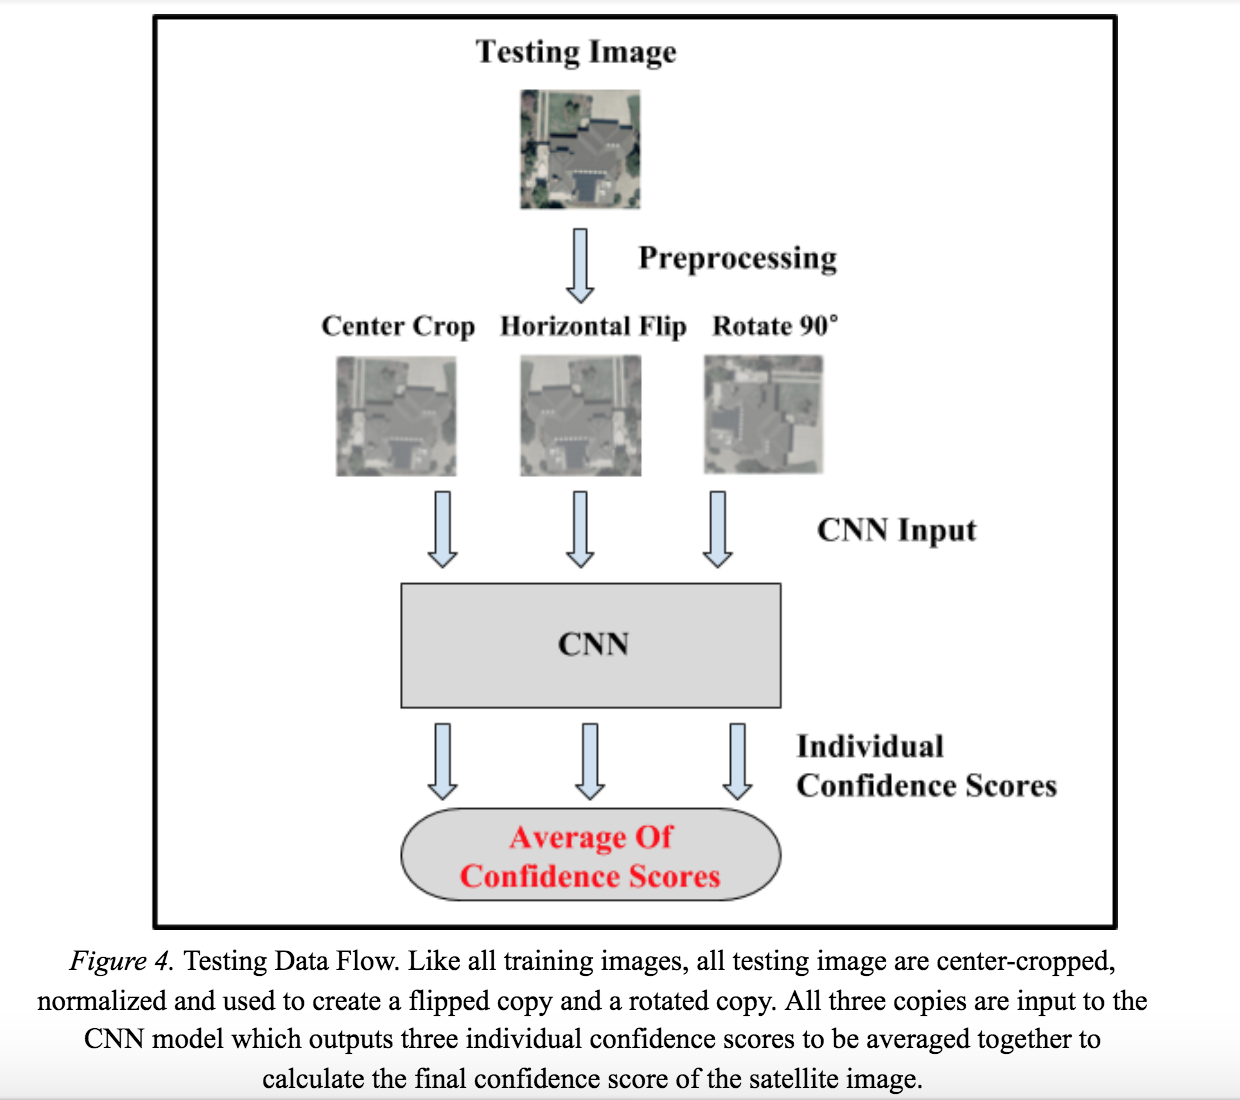 Testing Image
Preprocessing
Center Crop Horizontal Flip Rotate 90°
CNN Input
CNN
Individual
Confidence Scores
Average Of
Confidence Scores
Figure 4. Testing Data Flow. Like all training images, all testing image are center-cropped,
normalized and used to create a flipped copy and a rotated copy. All three copies are input to the
CNN model which outputs three individual confidence scores to be averaged together to
calculate the final confidence score of the satellite image.